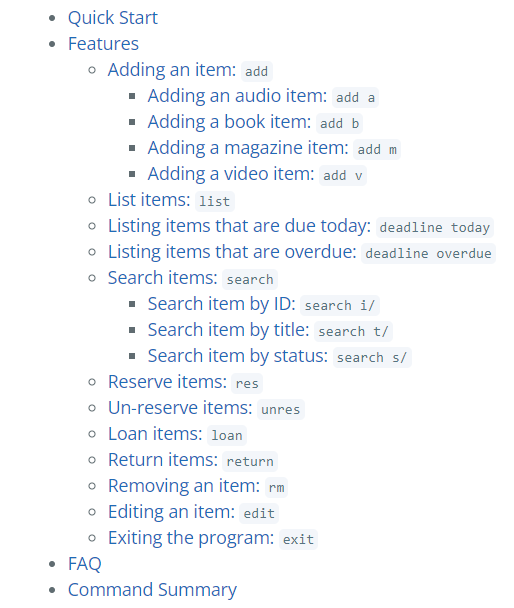 Quick Start
Features
Adding an item: add
Adding an audio item: add a
Adding a book item: add b
Adding a magazine item: add m
Adding a video item: add v
List items: list
Listing items that are due today: deadline today
Listing items that are overdue: deadline overdue
Search items: search
Search item by ID: search i/
Search item by title: search t/
Search item by status: search s/
Reserve items: res
Un-reserve items: unres
Loan items: loan
Return items: return
Removing an item: rm
Editing an item: edit
Exiting the program: exit
FAQ
Command Summary